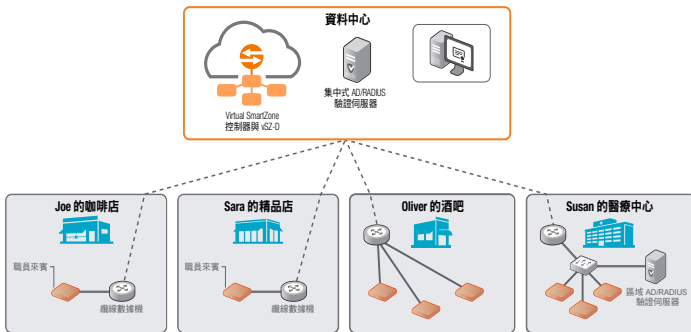 資料中心
Virtual SmartZone
控制器與 vSZ-D
集中式 AD/RADIUS
驗證伺服器
Joe 的咖啡店
職員來賓
纜線數據機
Sara 的精品店
職員來賓
纜線數據機
Oliver 的酒吧
Susan 的醫療中心
區域 AD/RADIUS
驗證伺服器